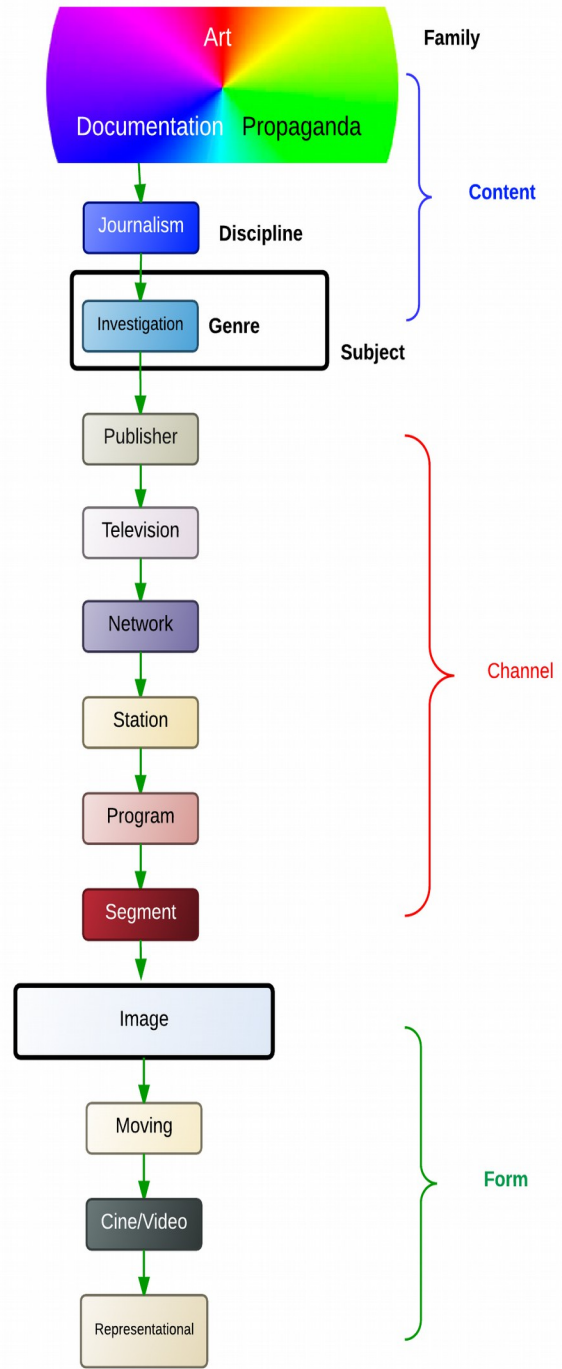 Art
Family
Documentation
Propaganda
Content
Journalism
Discipline
Investigation
Genre
Subject
Publisher
Television
Network
Channel
Station
Program
Segment
Image
Moving
Form
Cine/Video
Representational